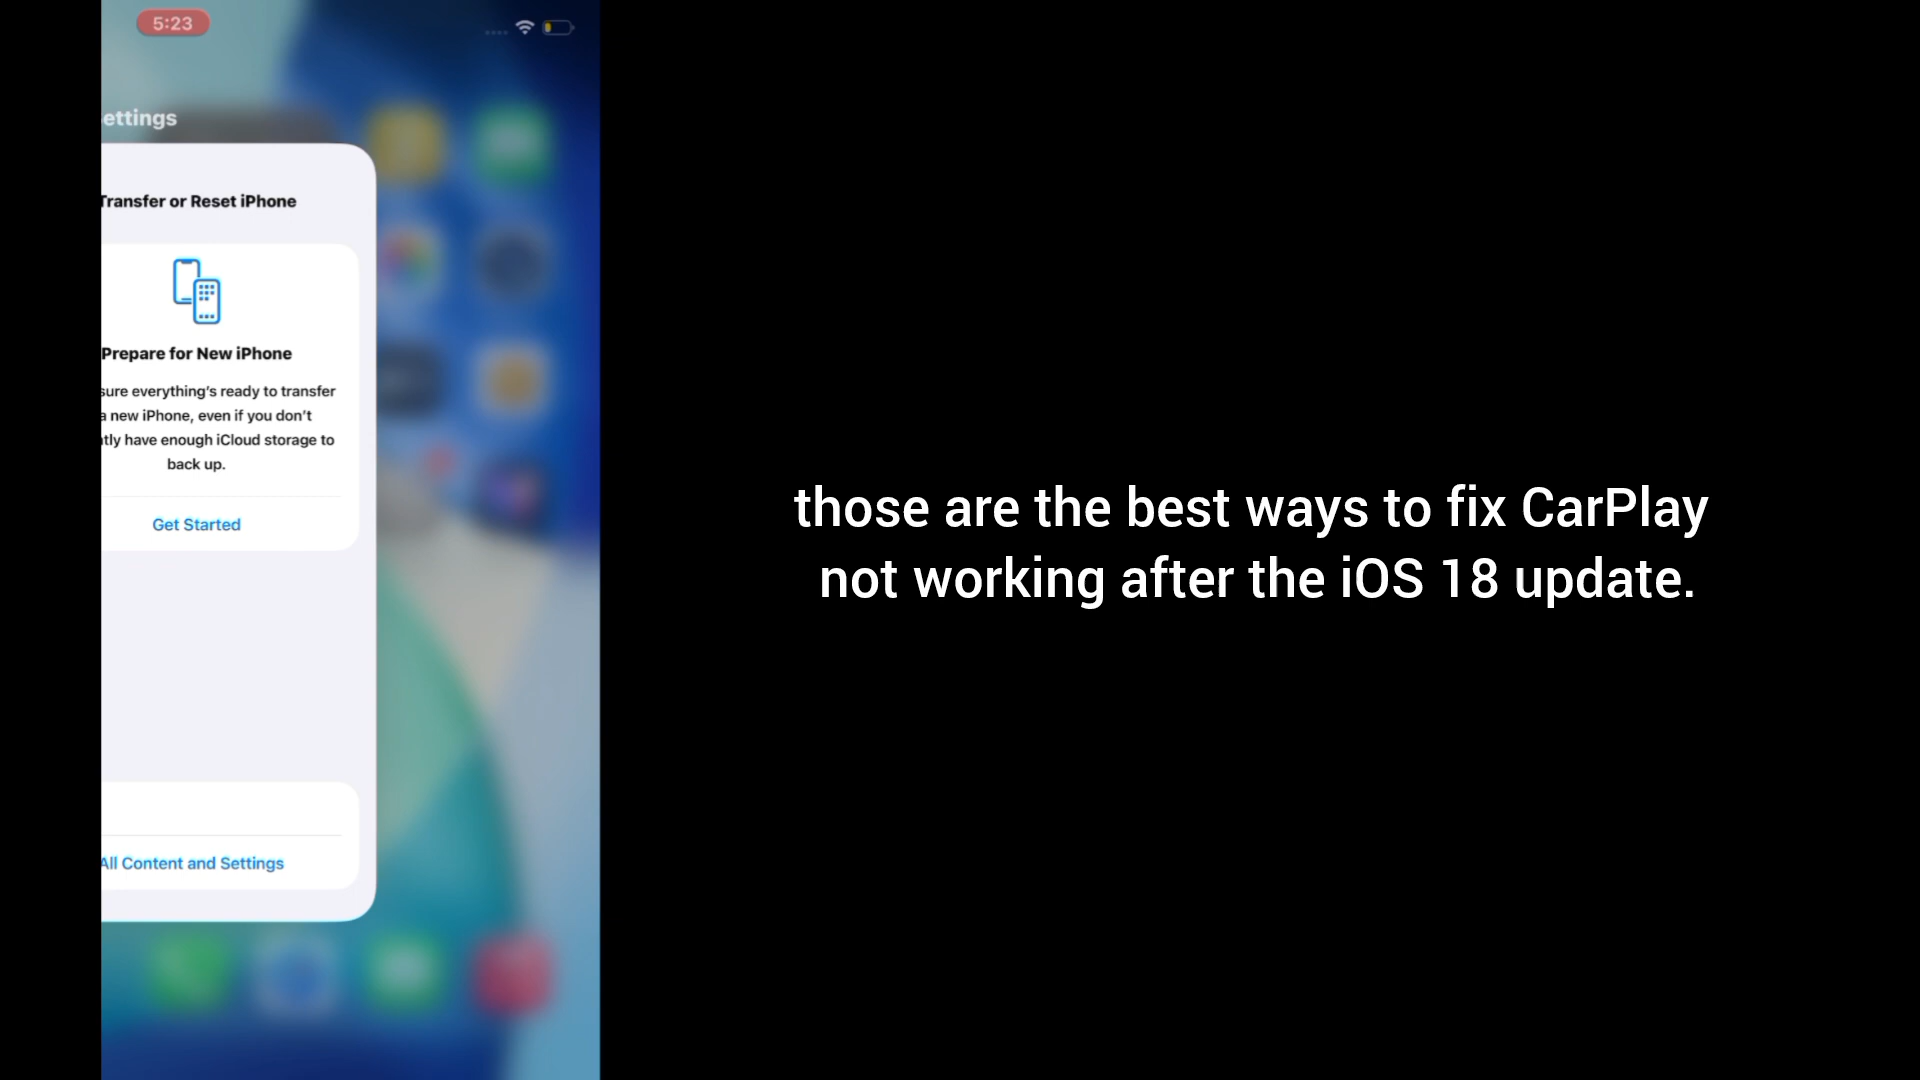 5:23
ettings
Transfer or Reset iPhone
Prepare for New iPhone
sure everything's ready to transfer
a new iPhone, even if you don't
tly have enough iCloud storage to
back up.
Get Started
All Content and Settings
those are the best ways to fix CarPlay
not working after the iOS 18 update.